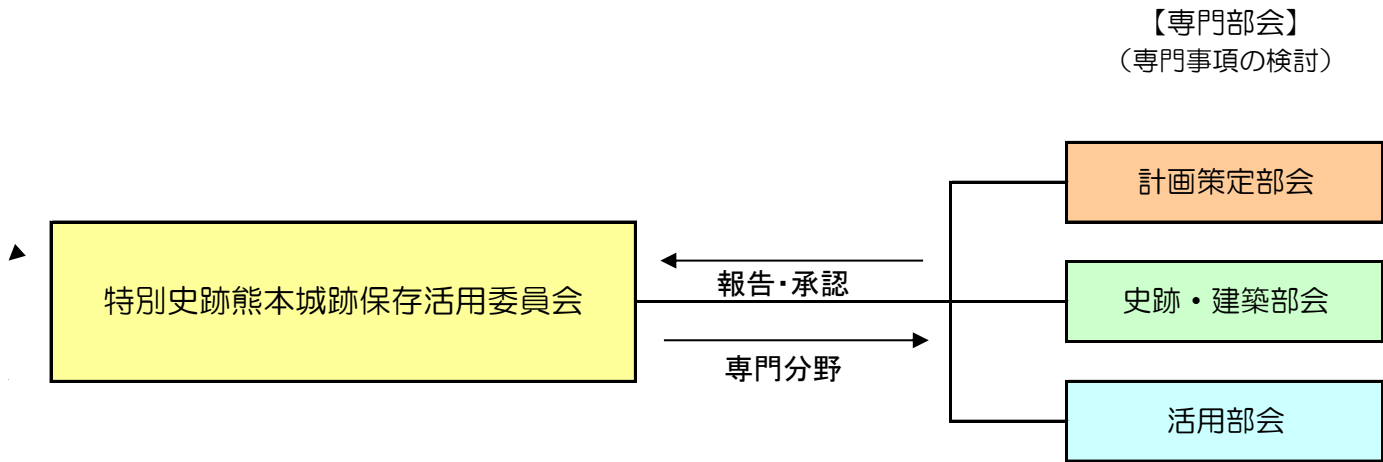 【専門部会】
（専門事項の検討）
計画策定部会
特別史跡熊本城跡保存活用委員会
報告・承認
専門分野
史跡・建築部会
活用部会